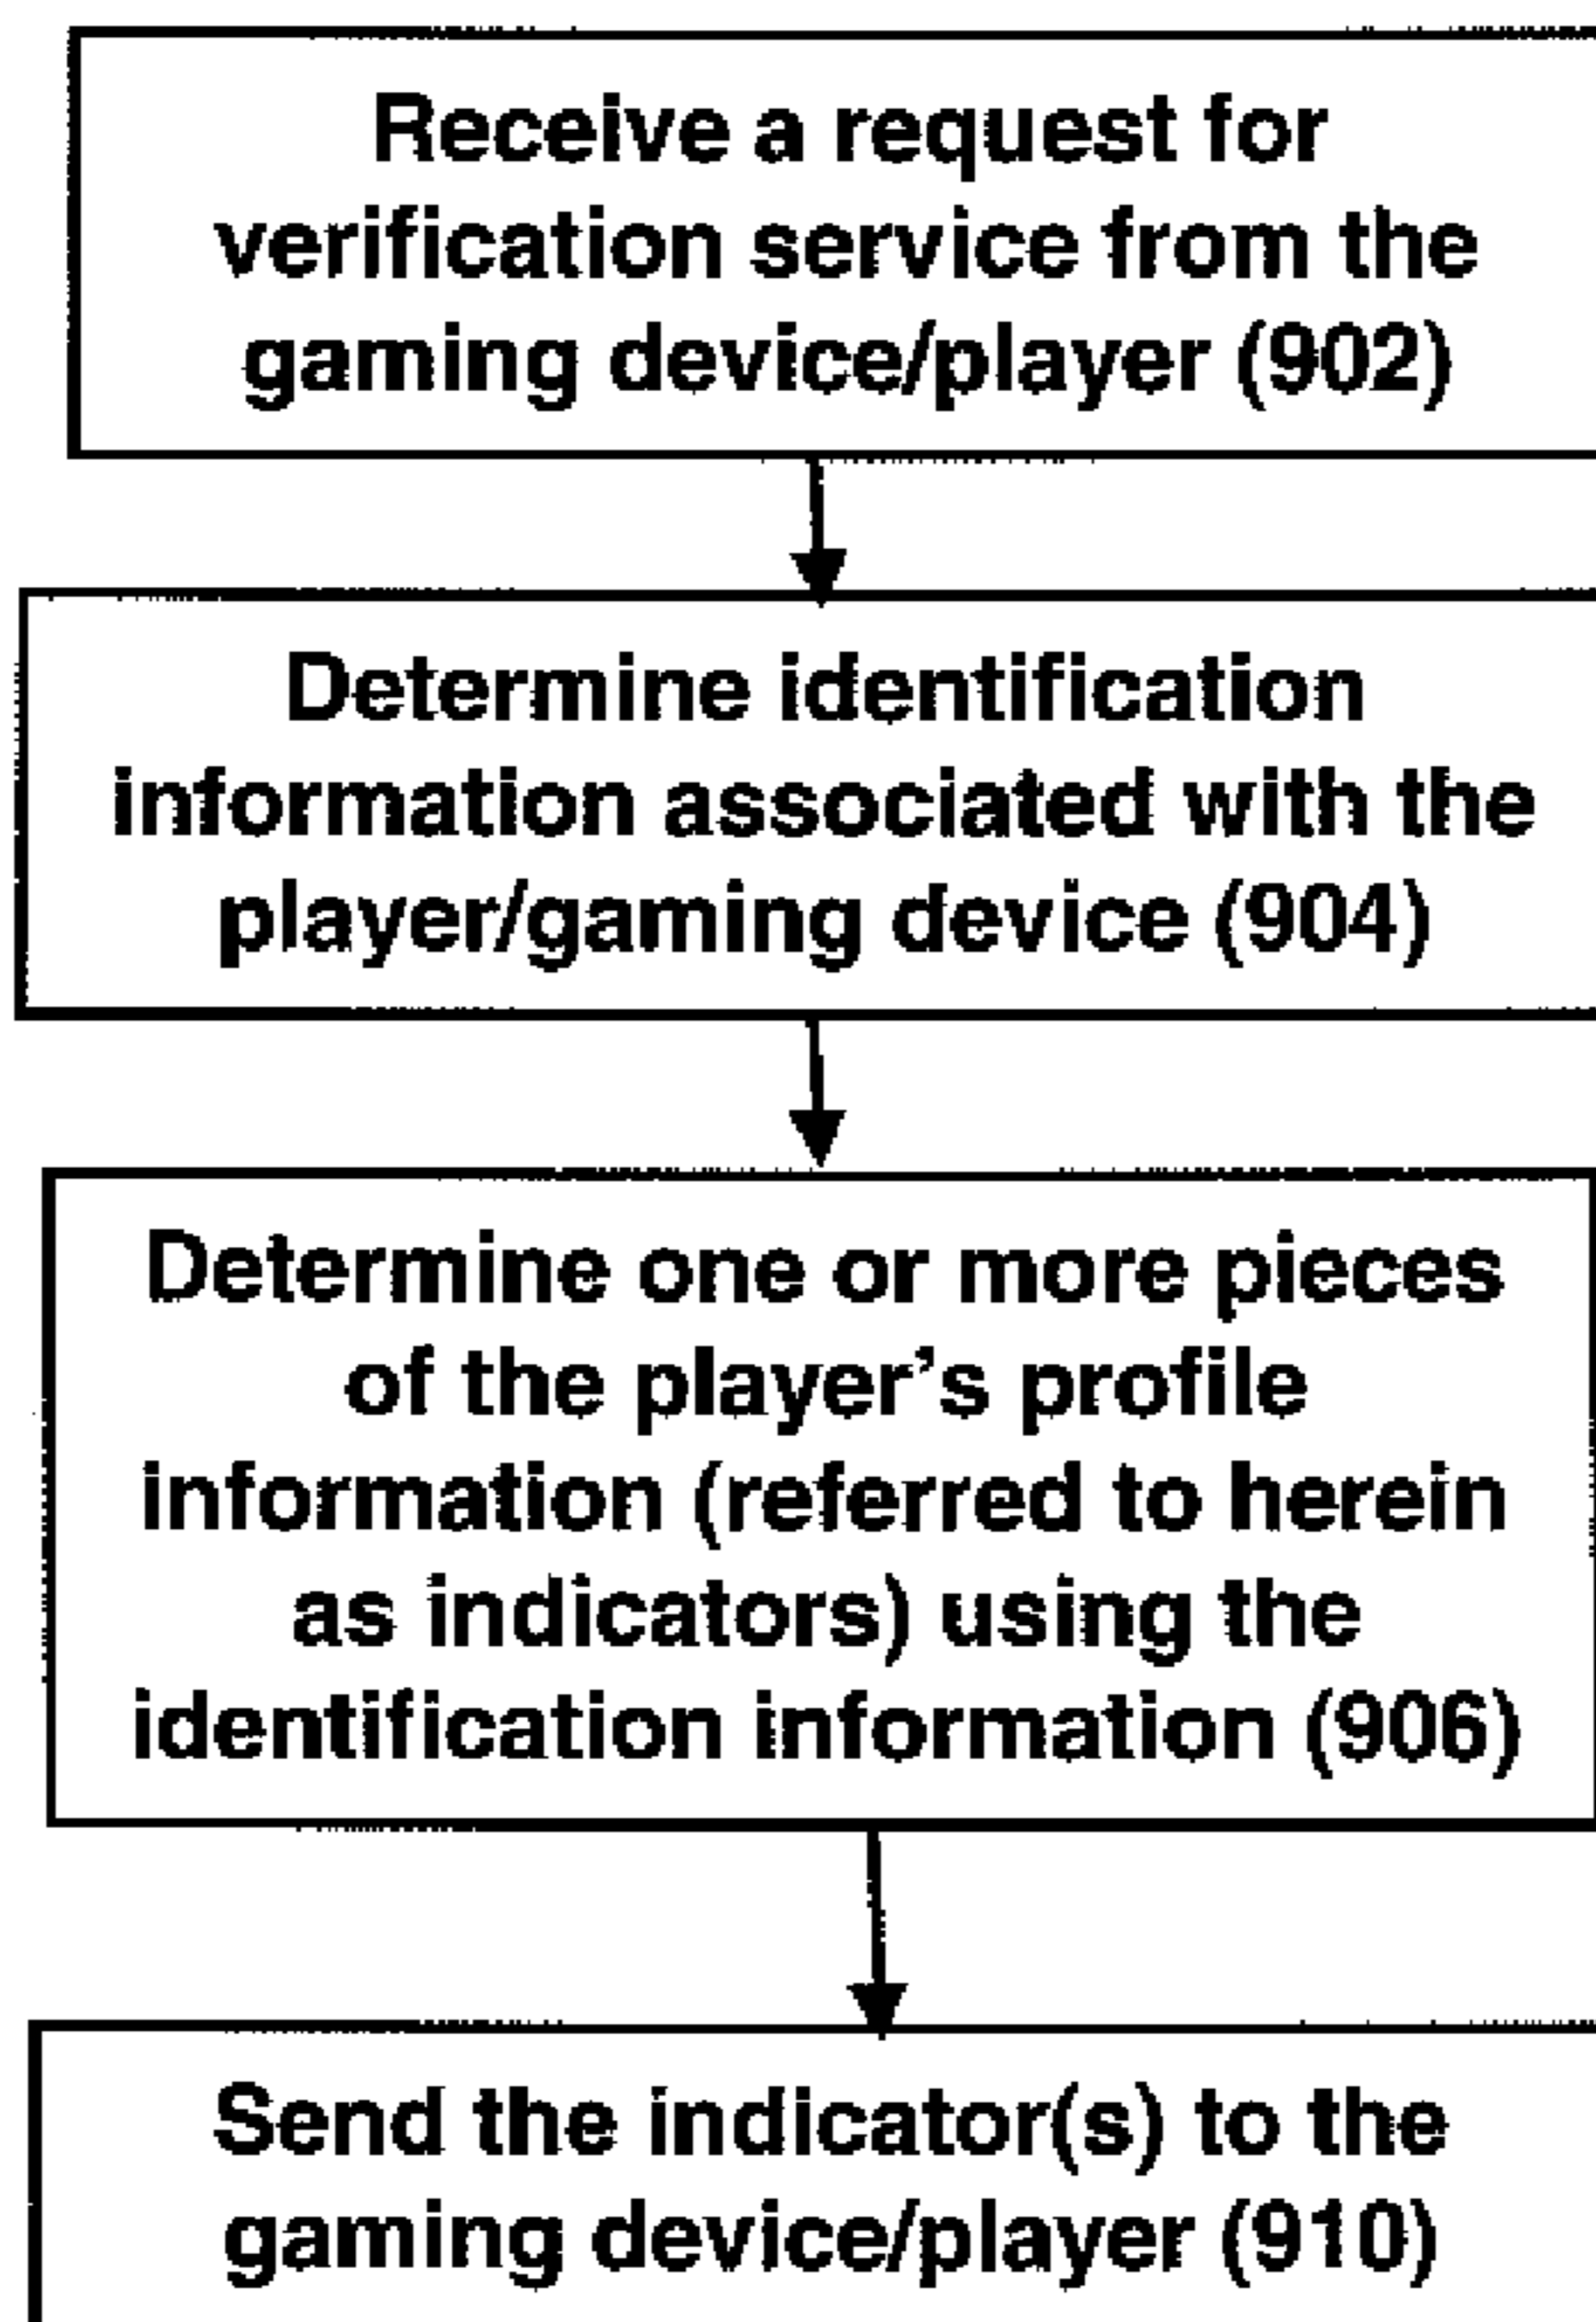 Receive a request for
verification service from the
gaming device/player (902)
Determine identification
information associated with the
player/gaming device (904)
Determine one or more pieces
of the player’s profile
information (referred to herein
as indicators) using the
identification information (906)
Send the indicator(s) to the
gaming device/player (910)